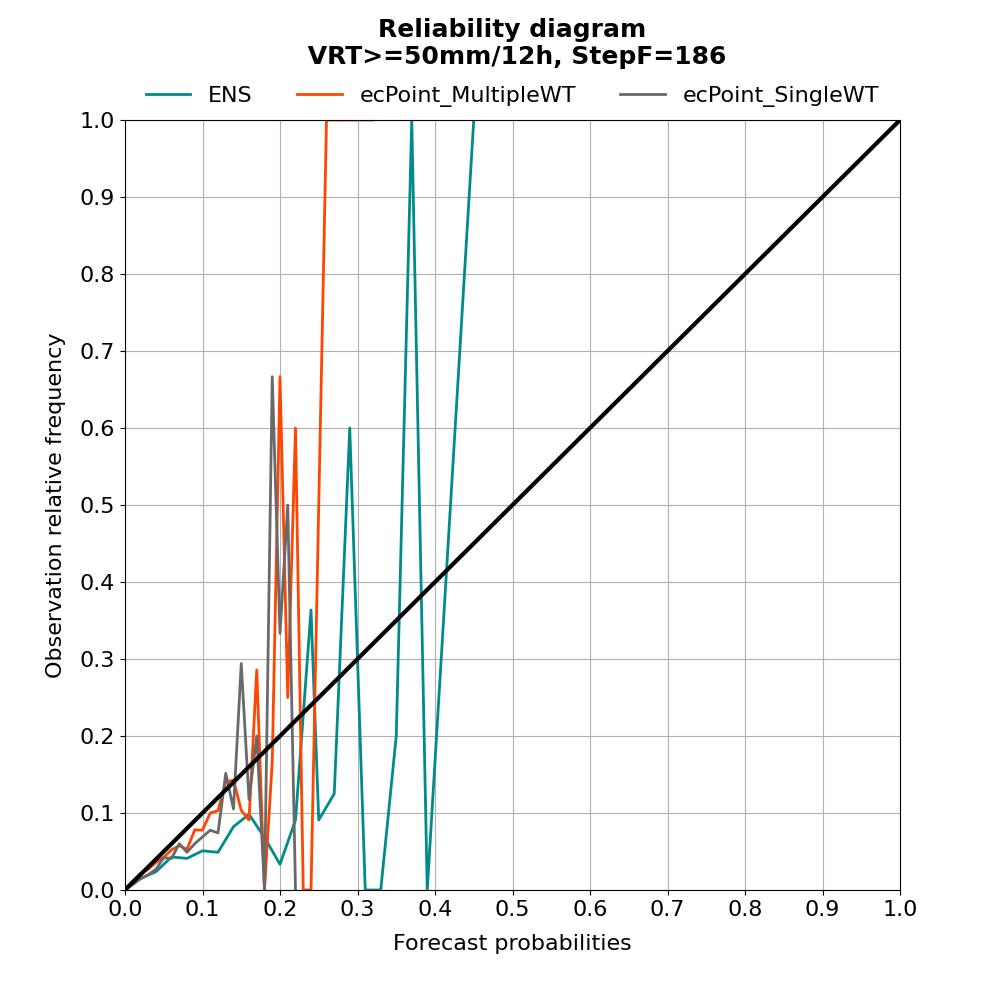 Reliability diagram
VRT>=50mm/12h, StepF=186
ENS ecPoint_MultipleWT ecPoint_SingleWT
1.0
0.9
0.8
0.7
0.6
0.5
0.4
0.3
0.2
0.1
0.0
Observation relative frequency
0.0 0.1 0.2 0.3 0.4 0.5 0.6 0.7 0.8 0.9 1.0
Forecast probabilities